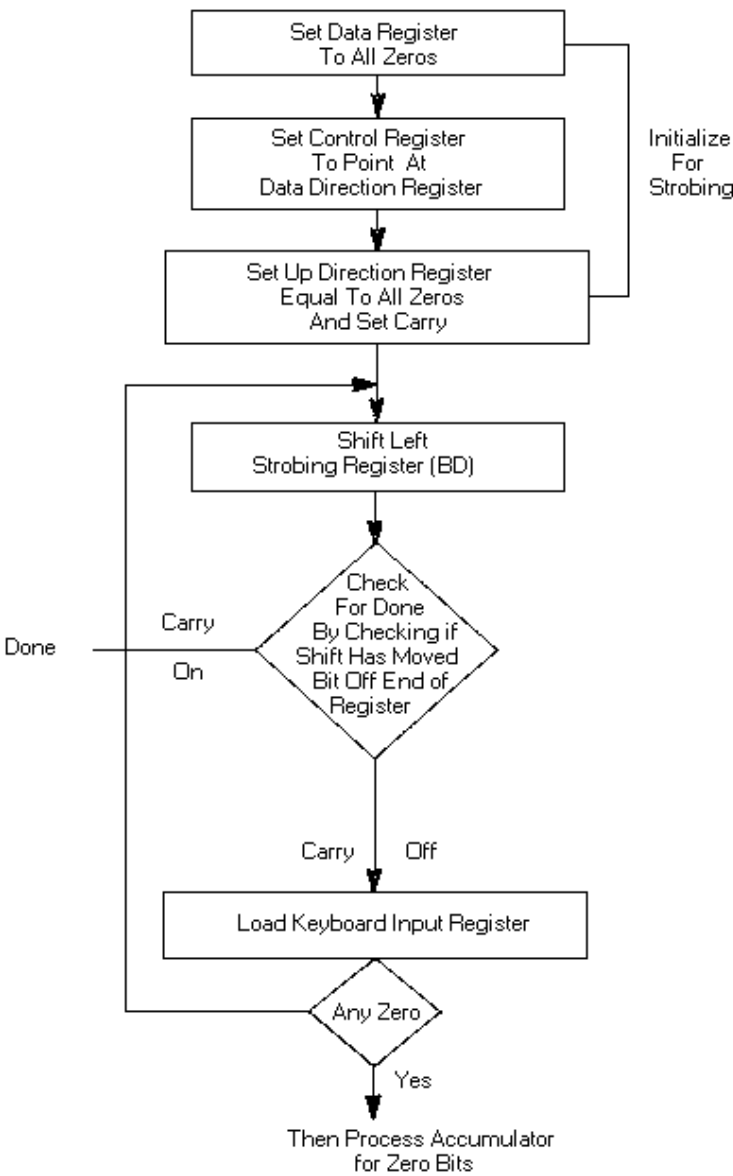 Set Data Register
To All Zeros
Set Control Register
To Point At
Data Direction Register
Initialize
For
Strobing
Set Up Direction Register
Equal To All Zeros
And Set Carry
Shift Left
Strobing Register (BD)
Check
For Done
By Checking if
Shift Has Moved
Bit Off End of
Register
Carry
On
Done
Carry Off
Load Keyboard Input Register
Any Zero
Yes
Then Process Accumulator
for Zero Bits